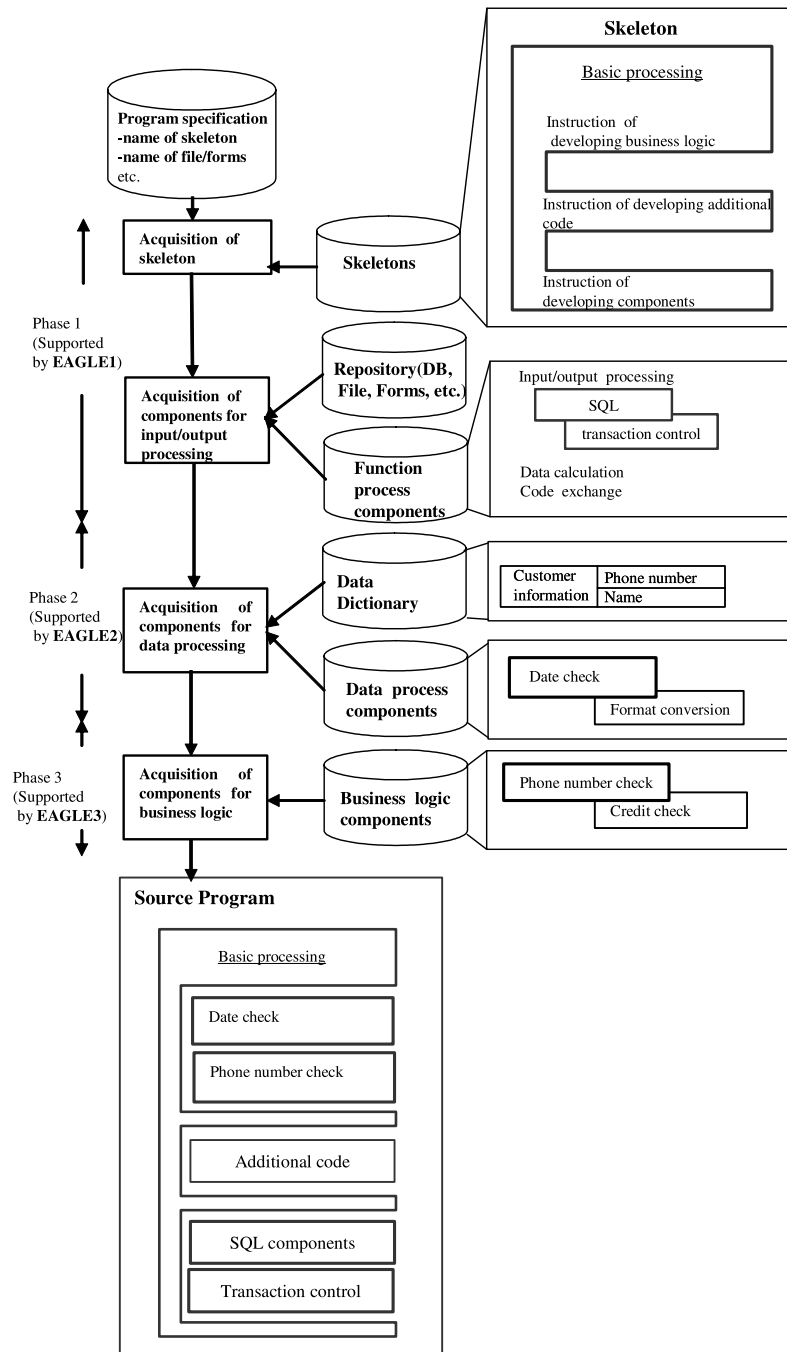 Skeleton
Basic processing
Instruction of
developing business logic
Instruction of developing additional
code
Instruction of
developing components
Program specification
-name of skeleton
-name of file/forms
etc.
Acquisition of
skeleton
Skeletons
Phase 1
(Supported
by EAGLE1)
Repository(DB,
File, Forms, etc.)
Acquisition of
components for
input/output
processing
Function
process
components
Input/output processing
SQL
transaction control
Data calculation
Code exchange
Phase 2
(Supported
by EAGLE2)
Acquisition of
components for
data processing
Data
Dictionary
Customer
information
Phone number
Name
Data process
components
Date check
Format conversion
Phase 3
(Supported
by EAGLE3)
Acquisition of
components for
business logic
Business logic
components
Phone number check
Credit check
Source Program
Basic processing
Date check
Phone number check
Additional code
SQL components
Transaction control